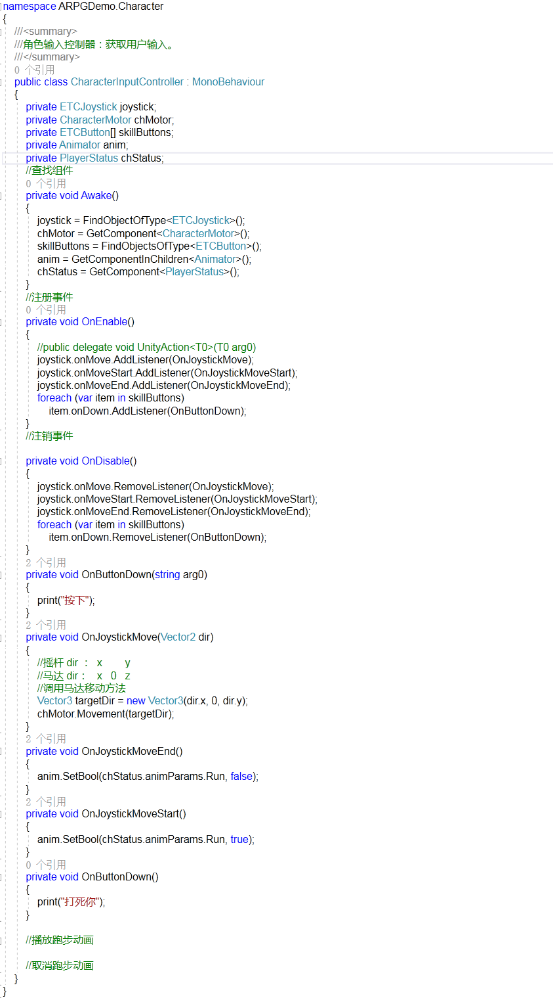 namespace ARPGDemo.Character
{
///<summary>
///角色输入控制器：获取用户输入。
///</summary>
0 个引用
public class CharacterInputController : MonoBehaviour
{
private ETCJoystick joystick;
private CharacterMotor chMotor;
private ETCButton[] skillButtons;
private Animator anim;
private PlayerStatus chStatus;
//查找组件
0 个引用
private void Awake()
{
joystick = FindObjectOfType<ETCJoystick>();
chMotor = GetComponent<CharacterMotor>();
skillButtons = FindObjectsOfType<ETCButton>();
anim = GetComponentInChildren<Animator>();
chStatus = GetComponent<PlayerStatus>();
}
//注册事件
0 个引用
private void OnEnable()
{
//public delegate void UnityAction<T0>(T0 arg0)
joystick.onMove.AddListener(OnJoystickMove);
joystick.onMoveStart.AddListener(OnJoystickMoveStart);
joystick.onMoveEnd.AddListener(OnJoystickMoveEnd);
foreach (var item in skillButtons)
item.onDown.AddListener(OnButtonDown);
}
//注销事件
private void OnDisable()
{
joystick.onMove.RemoveListener(OnJoystickMove);
joystick.onMoveStart.RemoveListener(OnJoystickMoveStart);
joystick.onMoveEnd.RemoveListener(OnJoystickMoveEnd);
foreach (var item in skillButtons)
item.onDown.RemoveListener(OnButtonDown);
}
2 个引用
private void OnButtonDown(string arg0)
{
print("按下");
}
2 个引用
private void OnJoystickMove(Vector2 dir)
{
//摇杆 dir ： x y
//马达 dir： x 0 z
//调用马达移动方法
Vector3 targetDir = new Vector3(dir.x, 0, dir.y);
chMotor.Movement(targetDir);
}
2 个引用
private void OnJoystickMoveEnd()
{
anim.SetBool(chStatus.animParams.Run, false);
}
2 个引用
private void OnJoystickMoveStart()
{
anim.SetBool(chStatus.animParams.Run, true);
}
0 个引用
private void OnButtonDown()
{
print("打死你");
}
//播放跑步动画
//取消跑步动画
}
}